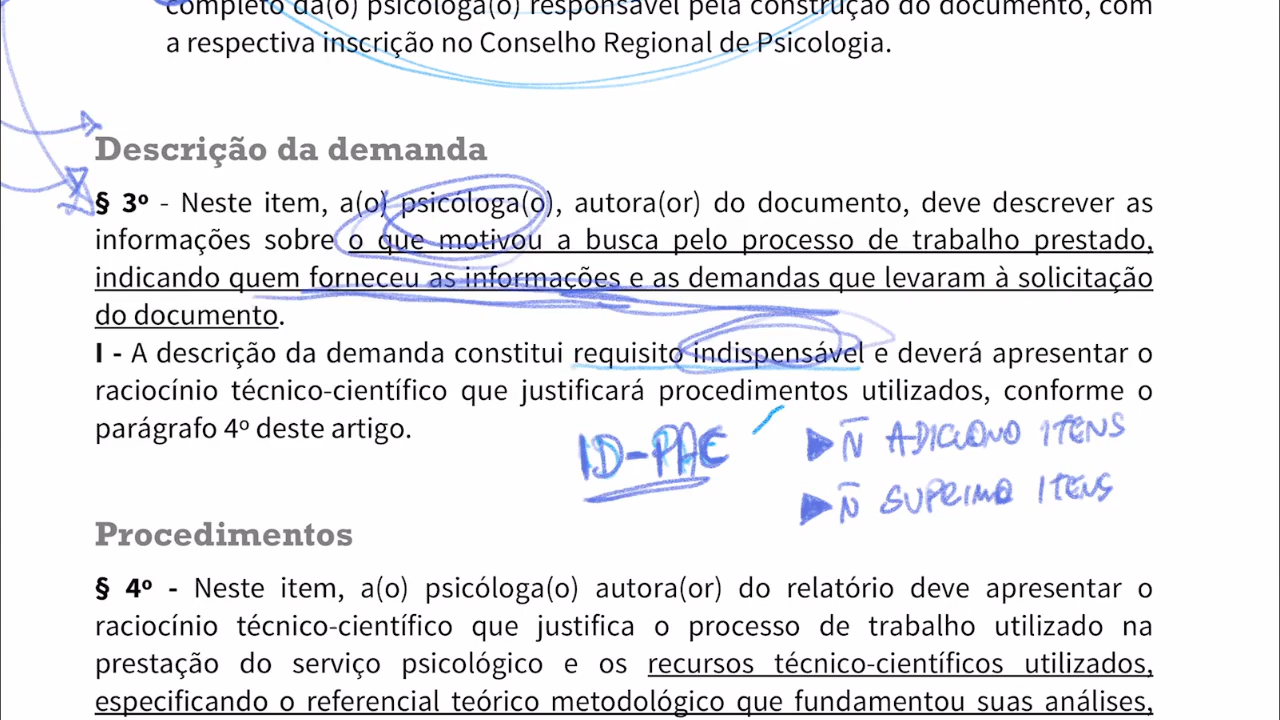 completo da(o) psicóloga(o) responsável pela construção do documento, com
a respectiva inscrição no Conselho Regional de Psicologia.
Descrição da demanda
§ 3º - Neste item, a(o) psicóloga(o), autora(or) do documento, deve descrever as
informações sobre o que motivou a busca pelo processo de trabalho prestado,
indicando quem forneceu as informações e as demandas que levaram à solicitação
do documento.
I - A descrição da demanda constitui requisito indispensável e deverá apresentar o
raciocínio técnico-científico que justificará procedimentos utilizados, conforme o
parágrafo 4º deste artigo.
ID-PAC
▶ Ñ ADICIONO ITENS
▶ Ñ SUPRIMO ITENS
Procedimentos
§ 4º - Neste item, a(o) psicóloga(o) autora(or) do relatório deve apresentar o
raciocínio técnico-científico que justifica o processo de trabalho utilizado na
prestação do serviço psicológico e os recursos técnico-científicos utilizados,
especificando o referencial teórico metodológico que fundamentou suas análises,